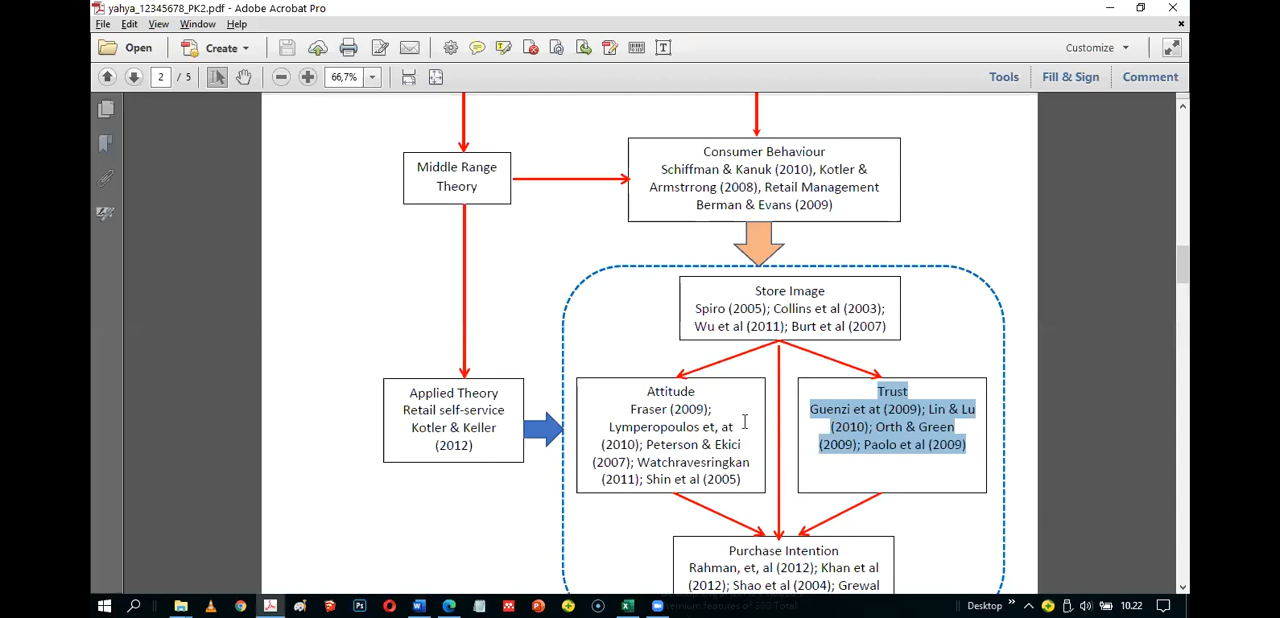 yahya_12345678_PK2.pdf - Adobe Acrobat Pro
File Edit View Window Help
Open Create Customize
2 / 5 66,7% Tools Fill & Sign Comment
Middle Range
Theory
Consumer Behaviour
Schiffman & Kanuk (2010), Kotler &
Armstrrong (2008), Retail Management
Berman & Evans (2009)
Store Image
Spiro (2005); Collins et al (2003);
Wu et al (2011); Burt et al (2007)
Applied Theory
Retail self-service
Kotler & Keller
(2012)
Attitude
Fraser (2009);
Lymperopoulos et, at
(2010); Peterson & Ekici
(2007); Watchravesringkan
(2011); Shin et al (2005)
Trust
Guenzi et at (2009); Lin & Lu
(2010); Orth & Green
(2009); Paolo et al (2009)
Purchase Intention
Rahman, et, al (2012); Khan et al
(2012); Shao et al (2004); Grewal
Desktop 10.22